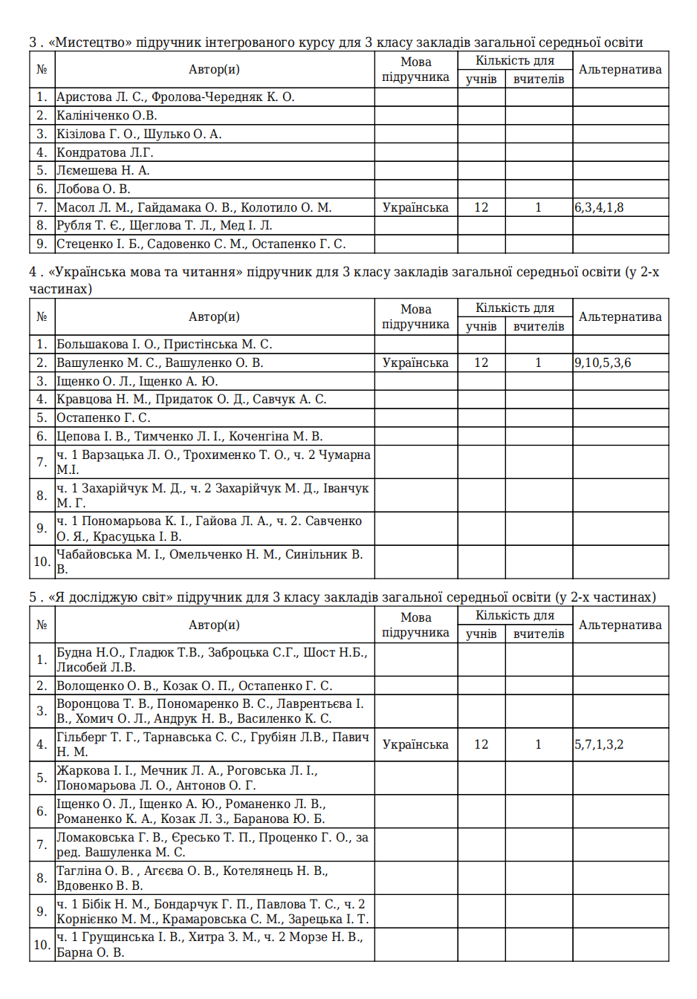 3 . «Мистецтво» підручник інтегрованого курсу для 3 класу закладів загальної середньої освіти
№ Автор(и) Мова підручника Кількість для Альтернатива
учнів вчителів
1. Аристова Л. С., Фролова-Чередняк К. О.
2. Калініченко О.В.
3. Кізілова Г. О., Шулько О. А.
4. Кондратова Л.Г.
5. Лємешева Н. А.
6. Лобова О. В.
7. Масол Л. М., Гайдамака О. В., Колотило О. М. Українська 12 1 6,3,4,1,8
8. Рубля Т. Є., Щеглова Т. Л., Мед І. Л.
9. Стеценко І. Б., Садовенко С. М., Остапенко Г. С.
4 . «Українська мова та читання» підручник для 3 класу закладів загальної середньої освіти (у 2-х
частинах)
№ Автор(и) Мова підручника Кількість для Альтернатива
учнів вчителів
1. Большакова І. О., Пристінська М. С.
2. Вашуленко М. С., Вашуленко О. В. Українська 12 1 9,10,5,3,6
3. Іщенко О. Л., Іщенко А. Ю.
4. Кравцова Н. М., Придаток О. Д., Савчук А. С.
5. Остапенко Г. С.
6. Цепова І. В., Тимченко Л. І., Коченгіна М. В.
7. ч. 1 Варзацька Л. О., Трохименко Т. О., ч. 2 Чумарна
М.І.
8. ч. 1 Захарійчук М. Д., ч. 2 Захарійчук М. Д., Іванчук
М. Г.
9. ч. 1 Пономарьова К. І., Гайова Л. А., ч. 2. Савченко
О. Я., Красуцька І. В.
10. Чабайовська М. І., Омельченко Н. М., Синільник В.
В.
5 . «Я досліджую світ» підручник для 3 класу закладів загальної середньої освіти (у 2-х частинах)
№ Автор(и) Мова підручника Кількість для Альтернатива
учнів вчителів
1. Будна Н.О., Гладюк Т.В., Заброцька С.Г., Шост Н.Б.,
Лисобей Л.В.
2. Волощенко О. В., Козак О. П., Остапенко Г. С.
3. Воронцова Т. В., Пономаренко В. С., Лаврентьєва І.
В., Хомич О. Л., Андрук Н. В., Василенко К. С.
4. Гільберг Т. Г., Тарнавська С. С., Грубіян Л.В., Павич
Н. М. Українська 12 1 5,7,1,3,2
5. Жаркова І. І., Мечник Л. А., Роговська Л. І.,
Пономарьова Л. О., Антонов О. Г.
6. Іщенко О. Л., Іщенко А. Ю., Романенко Л. В.,
Романенко К. А., Козак Л. З., Баранова Ю. Б.
7. Ломаковська Г. В., Єресько Т. П., Проценко Г. О., за
ред. Вашуленка М. С.
8. Тагліна О. В. , Агєєва О. В., Котелянець Н. В.,
Вдовенко В. В.
9. ч. 1 Бібік Н. М., Бондарчук Г. П., Павлова Т. С., ч. 2
Корнієнко М. М., Крамаровська С. М., Зарецька І. Т.
10. ч. 1 Грущинська І. В., Хитра З. М., ч. 2 Морзе Н. В.,
Барна О. В.